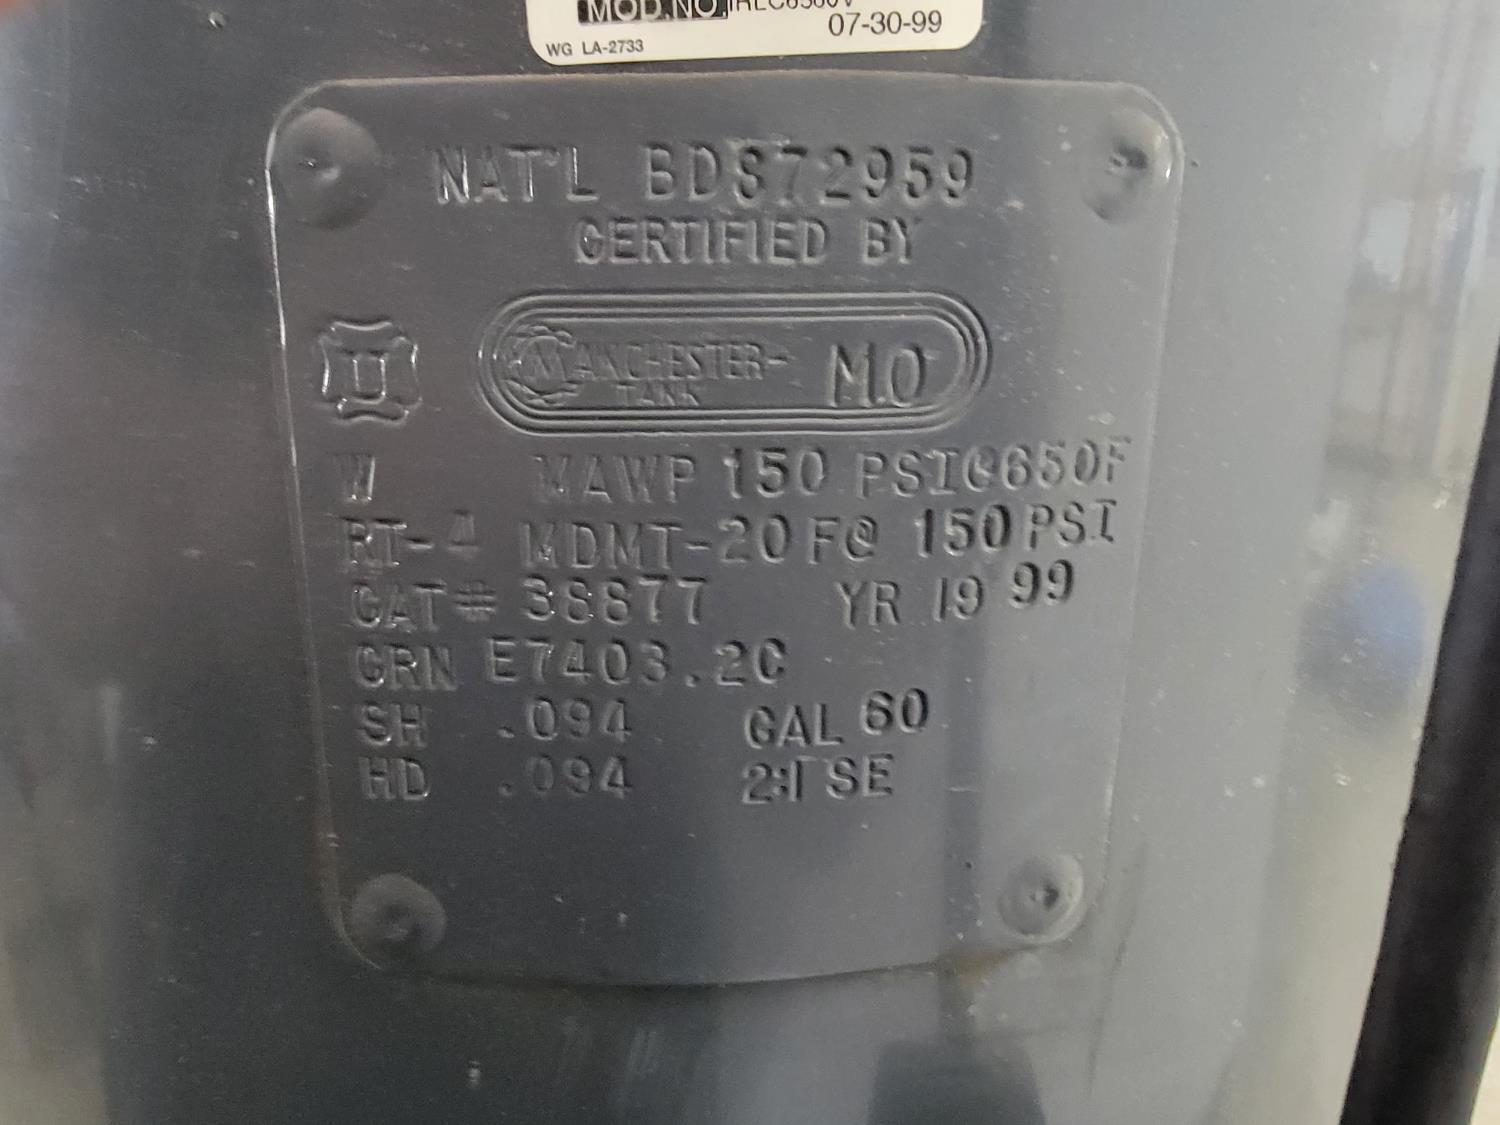 MOD.NO.
07-30-99
WG LA-2733
NAT'L BD872959
CERTIFIED BY
U
MANCHESTER
TANK
M.O
W MAWP 150 PSI@650F
RT-4 MDMT-20F@ 150PSI
CAT# 38877 YR 1999
CRN E7403.2C
SH .094 GAL 60
HD .094 2:1 SE